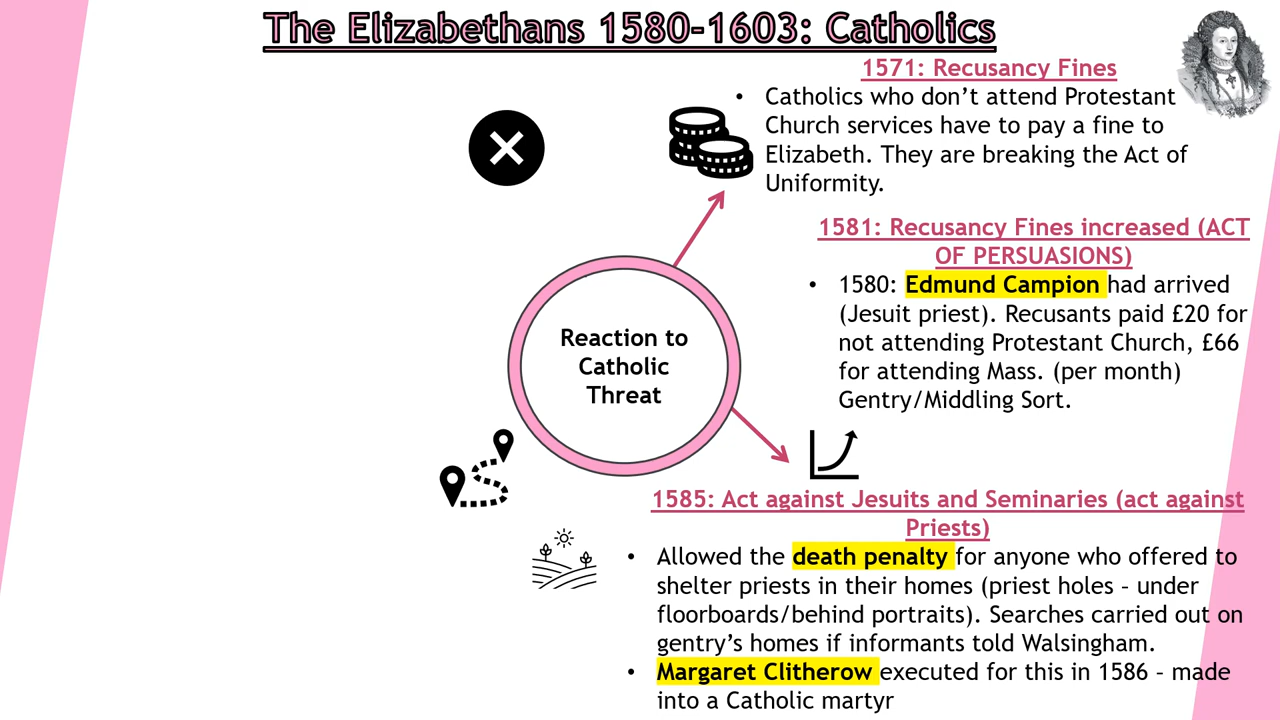 The Elizabethans 1580-1603: Catholics
1571: Recusancy Fines
• Catholics who don’t attend Protestant
Church services have to pay a fine to
Elizabeth. They are breaking the Act of
Uniformity.
1581: Recusancy Fines increased (ACT
OF PERSUASIONS)
• 1580: Edmund Campion had arrived
(Jesuit priest). Recusants paid £20 for
not attending Protestant Church, £66
for attending Mass. (per month)
Gentry/Middling Sort.
Reaction to
Catholic
Threat
1585: Act against Jesuits and Seminaries (act against
Priests)
• Allowed the death penalty for anyone who offered to
shelter priests in their homes (priest holes – under
floorboards/behind portraits). Searches carried out on
gentry’s homes if informants told Walsingham.
• Margaret Clitherow executed for this in 1586 – made
into a Catholic martyr